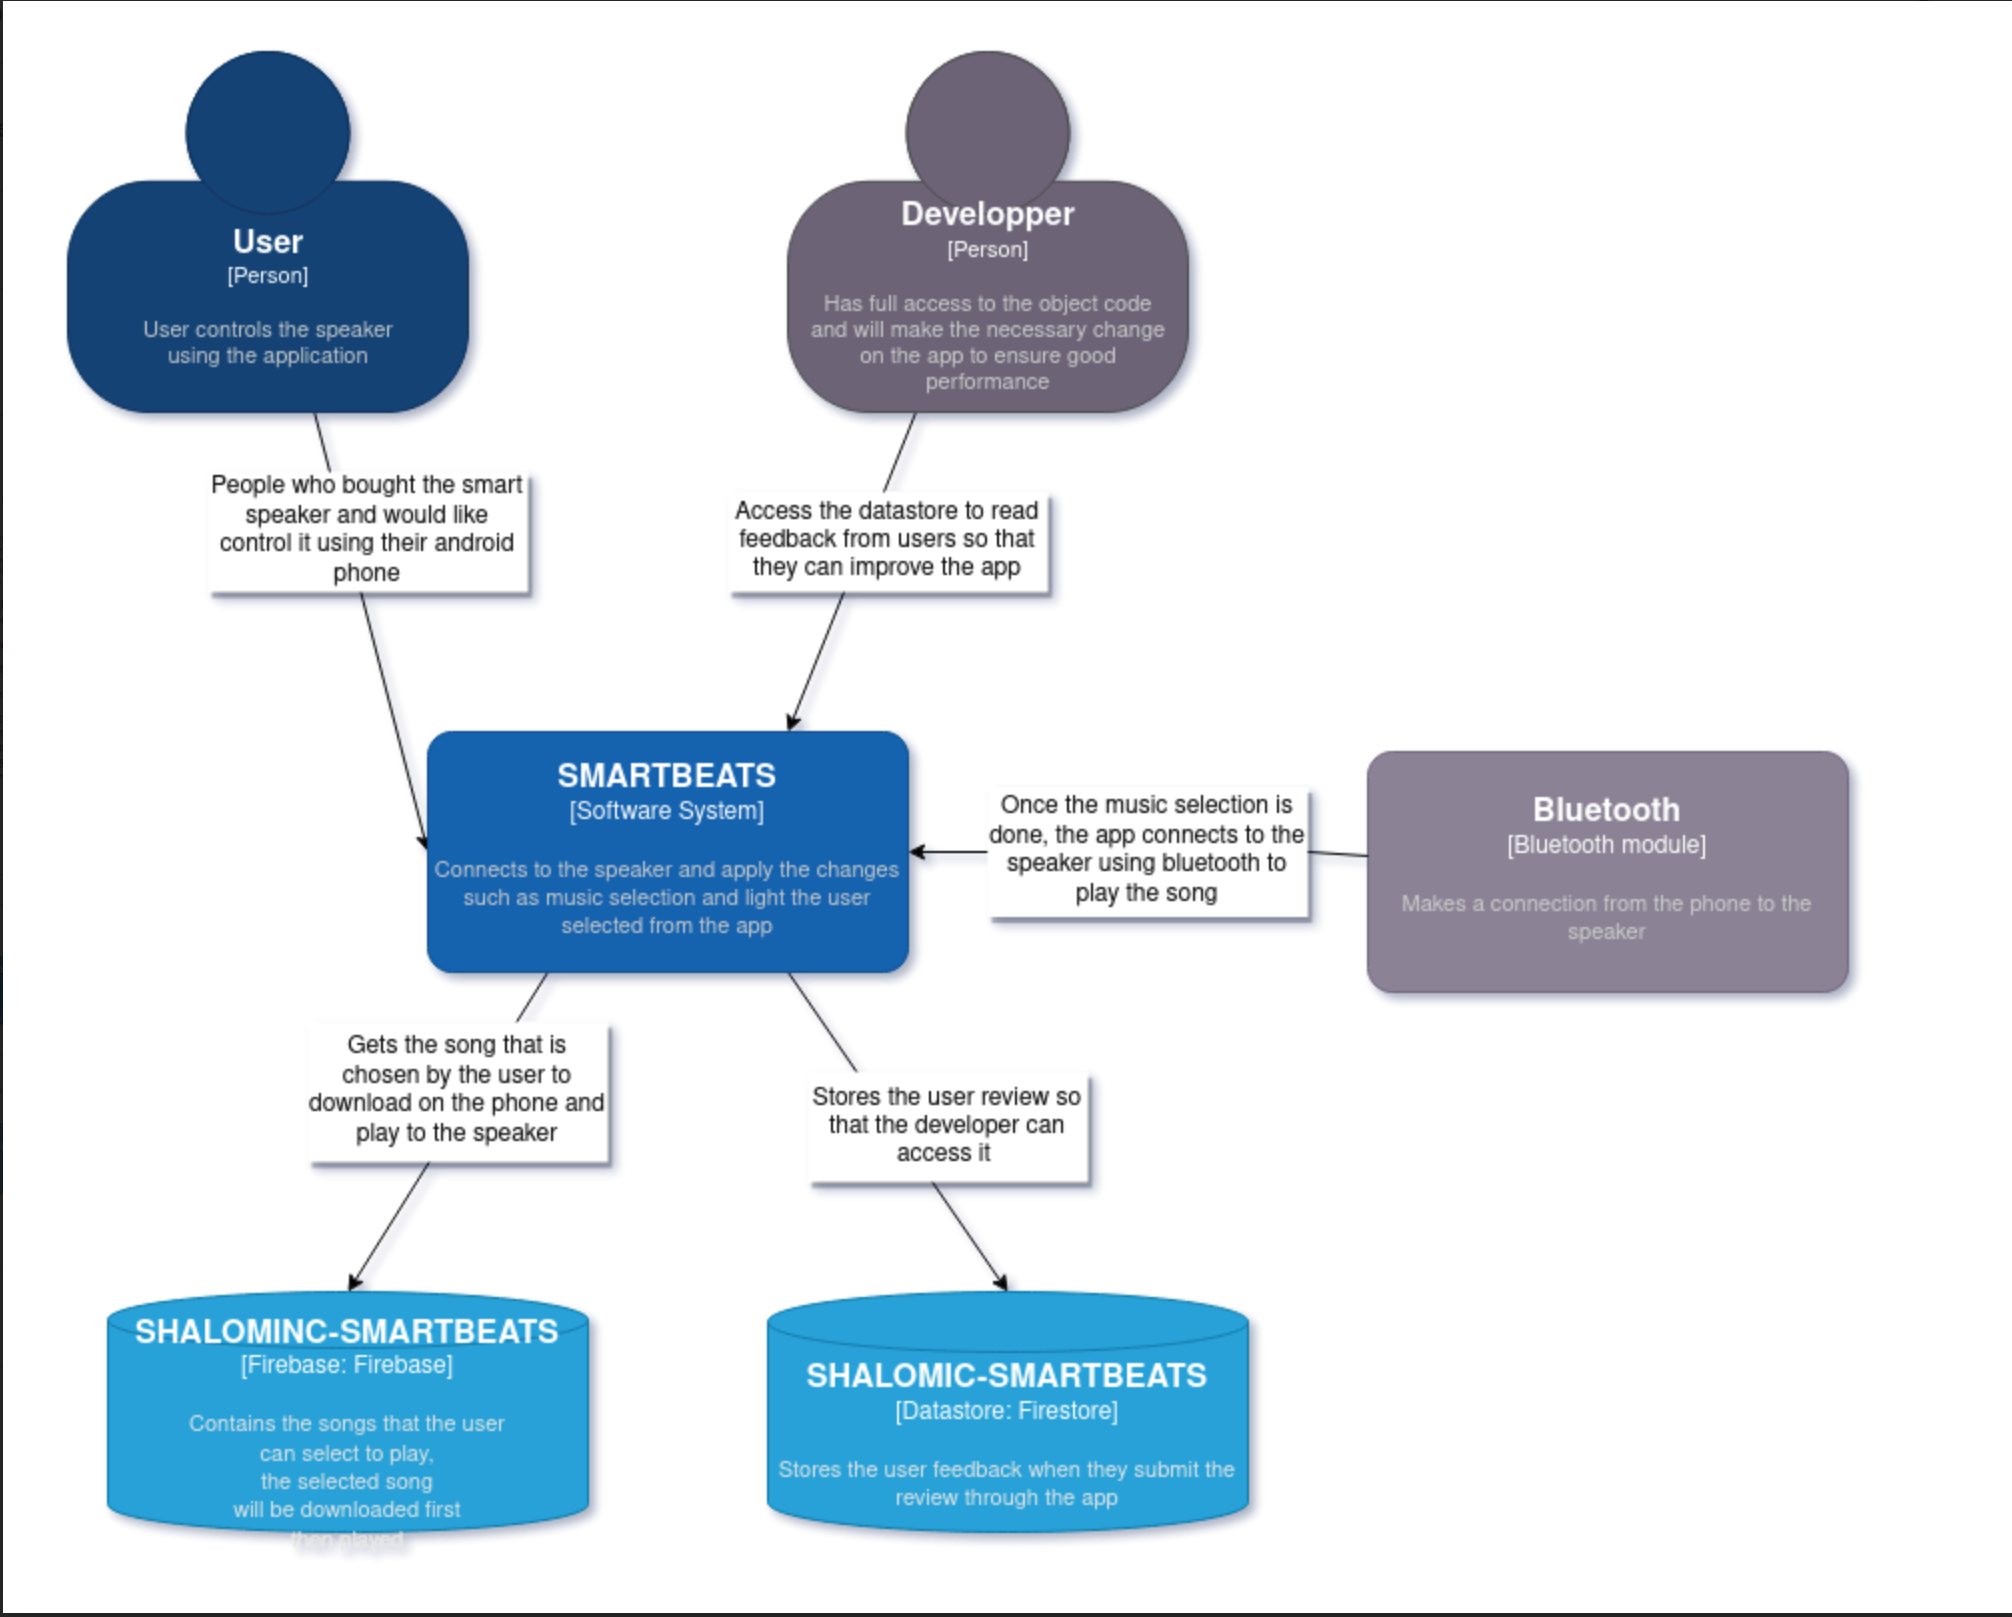 User
[Person]
User controls the speaker
using the application
Developper
[Person]
Has full access to the object code
and will make the necessary change
on the app to ensure good
performance
People who bought the smart
speaker and would like
control it using their android
phone
Access the datastore to read
feedback from users so that
they can improve the app
SMARTBEATS
[Software System]
Connects to the speaker and apply the changes
such as music selection and light the user
selected from the app
Once the music selection is
done, the app connects to the
speaker using bluetooth to
play the song
Bluetooth
[Bluetooth module]
Makes a connection from the phone to the
speaker
Gets the song that is
chosen by the user to
download on the phone and
play to the speaker
Stores the user review so
that the developer can
access it
SHALOMINC-SMARTBEATS
[Firebase: Firebase]
Contains the songs that the user
can select to play,
the selected song
will be downloaded first
then played
SHALOMIC-SMARTBEATS
[Datastore: Firestore]
Stores the user feedback when they submit the
review through the app